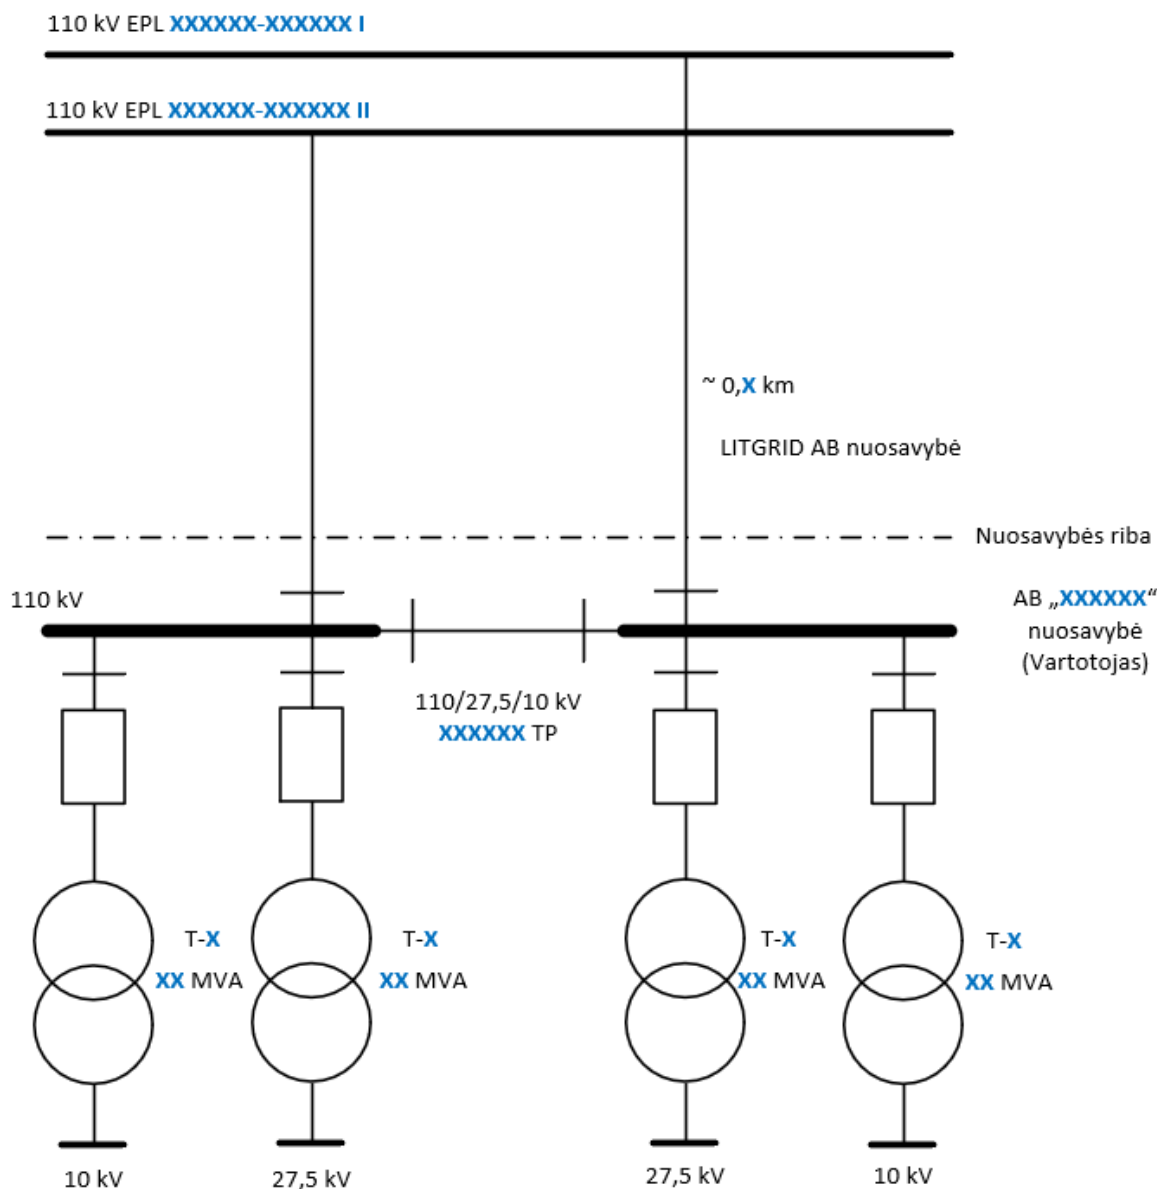 110 kV EPL XXXXXX-XXXXXX I
110 kV EPL XXXXXX-XXXXXX II
~ 0,X km
LITGRID AB nuosavybė
Nuosavybės riba
110 kV
AB „XXXXXX“
nuosavybė
(Vartotojas)
110/27,5/10 kV
XXXXXX TP
T-X
XX MVA
T-X
XX MVA
T-X
XX MVA
T-X
XX MVA
10 kV
27,5 kV
27,5 kV
10 kV